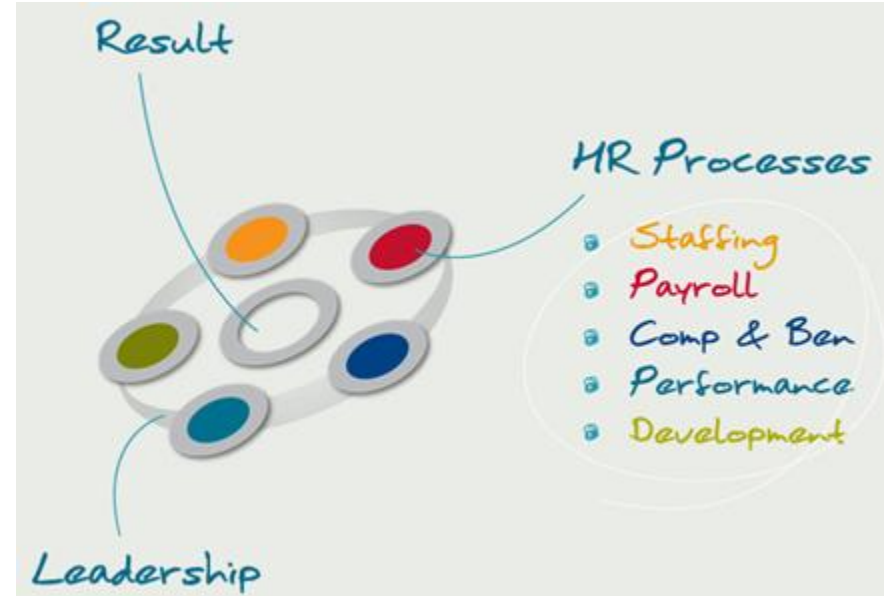 Result
HR Processes
Staffing
Payroll
Comp & Ben
Performance
Development
Leadership